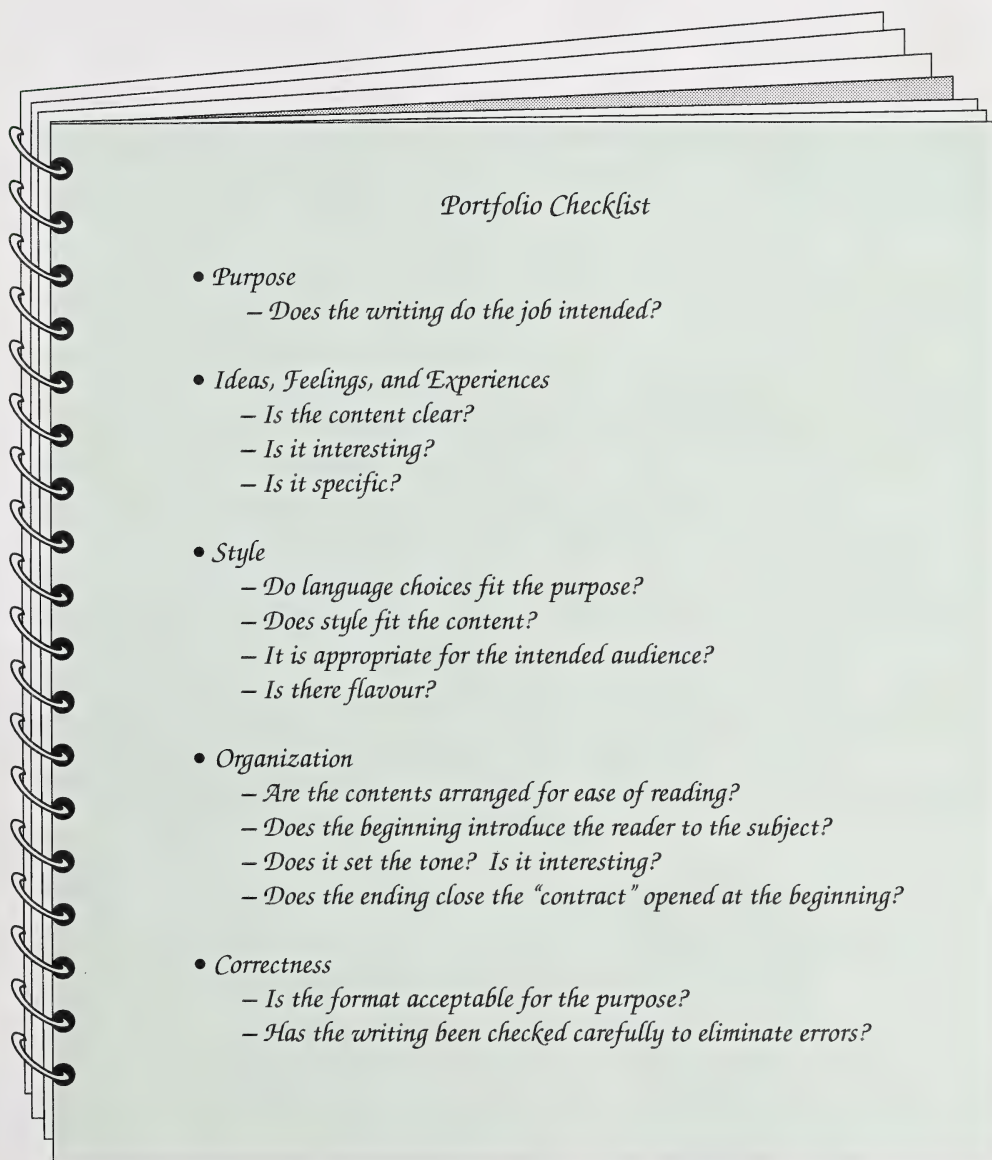 Portfolio Checklist
• Purpose
– Does the writing do the job intended?
• Ideas, Feelings, and Experiences
– Is the content clear?
– Is it interesting?
– Is it specific?
• Style
– Do language choices fit the purpose?
– Does style fit the content?
– It is appropriate for the intended audience?
– Is there flavour?
• Organization
– Are the contents arranged for ease of reading?
– Does the beginning introduce the reader to the subject?
– Does it set the tone? Is it interesting?
– Does the ending close the “contract” opened at the beginning?
• Correctness
– Is the format acceptable for the purpose?
– Has the writing been checked carefully to eliminate errors?